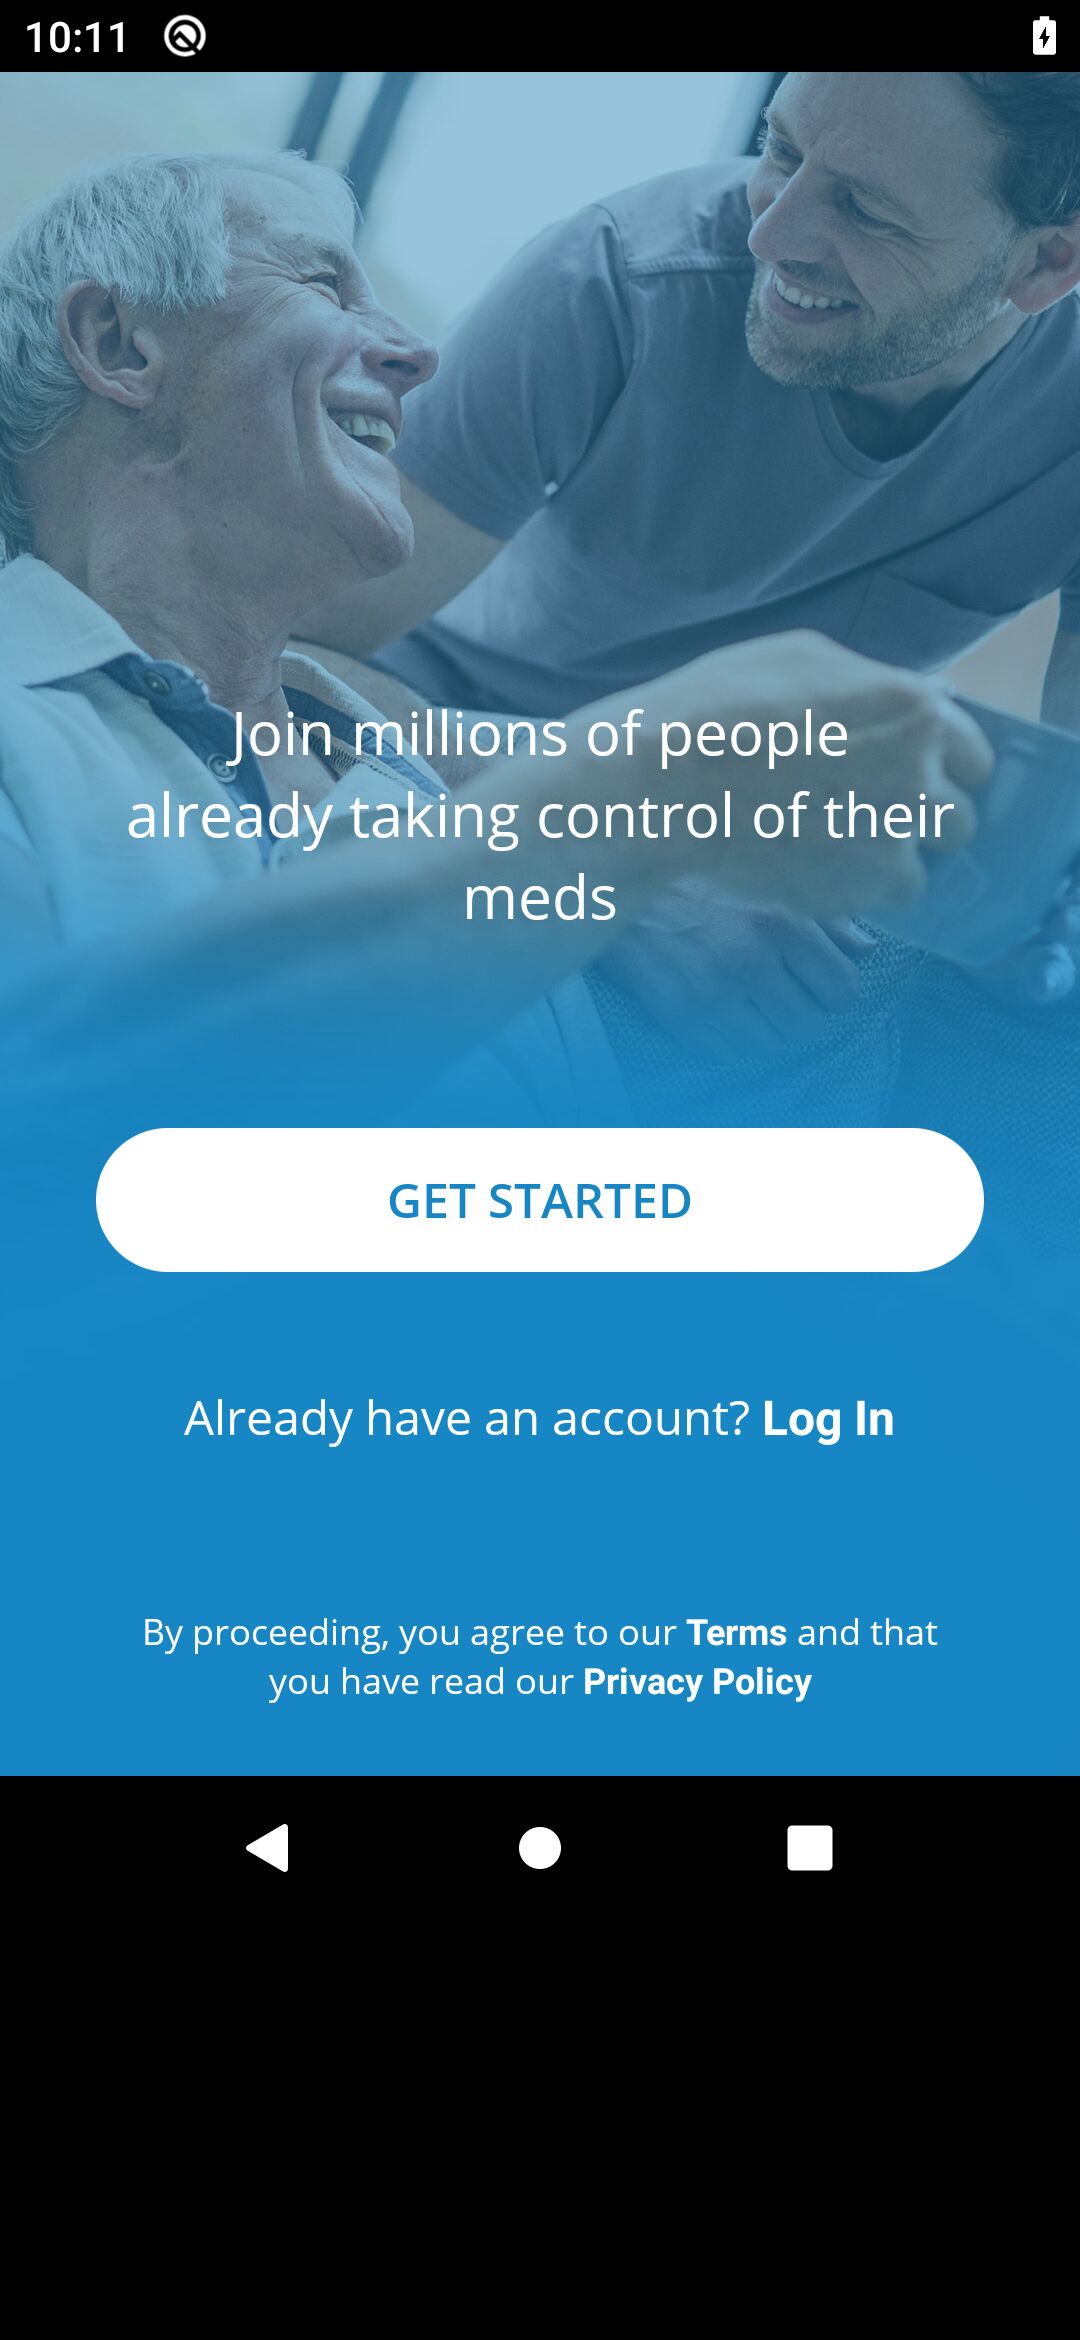 10:11
Join millions of people
already taking control of their
meds
GET STARTED
Already have an account? Log In
By proceeding, you agree to our Terms and that
you have read our Privacy Policy